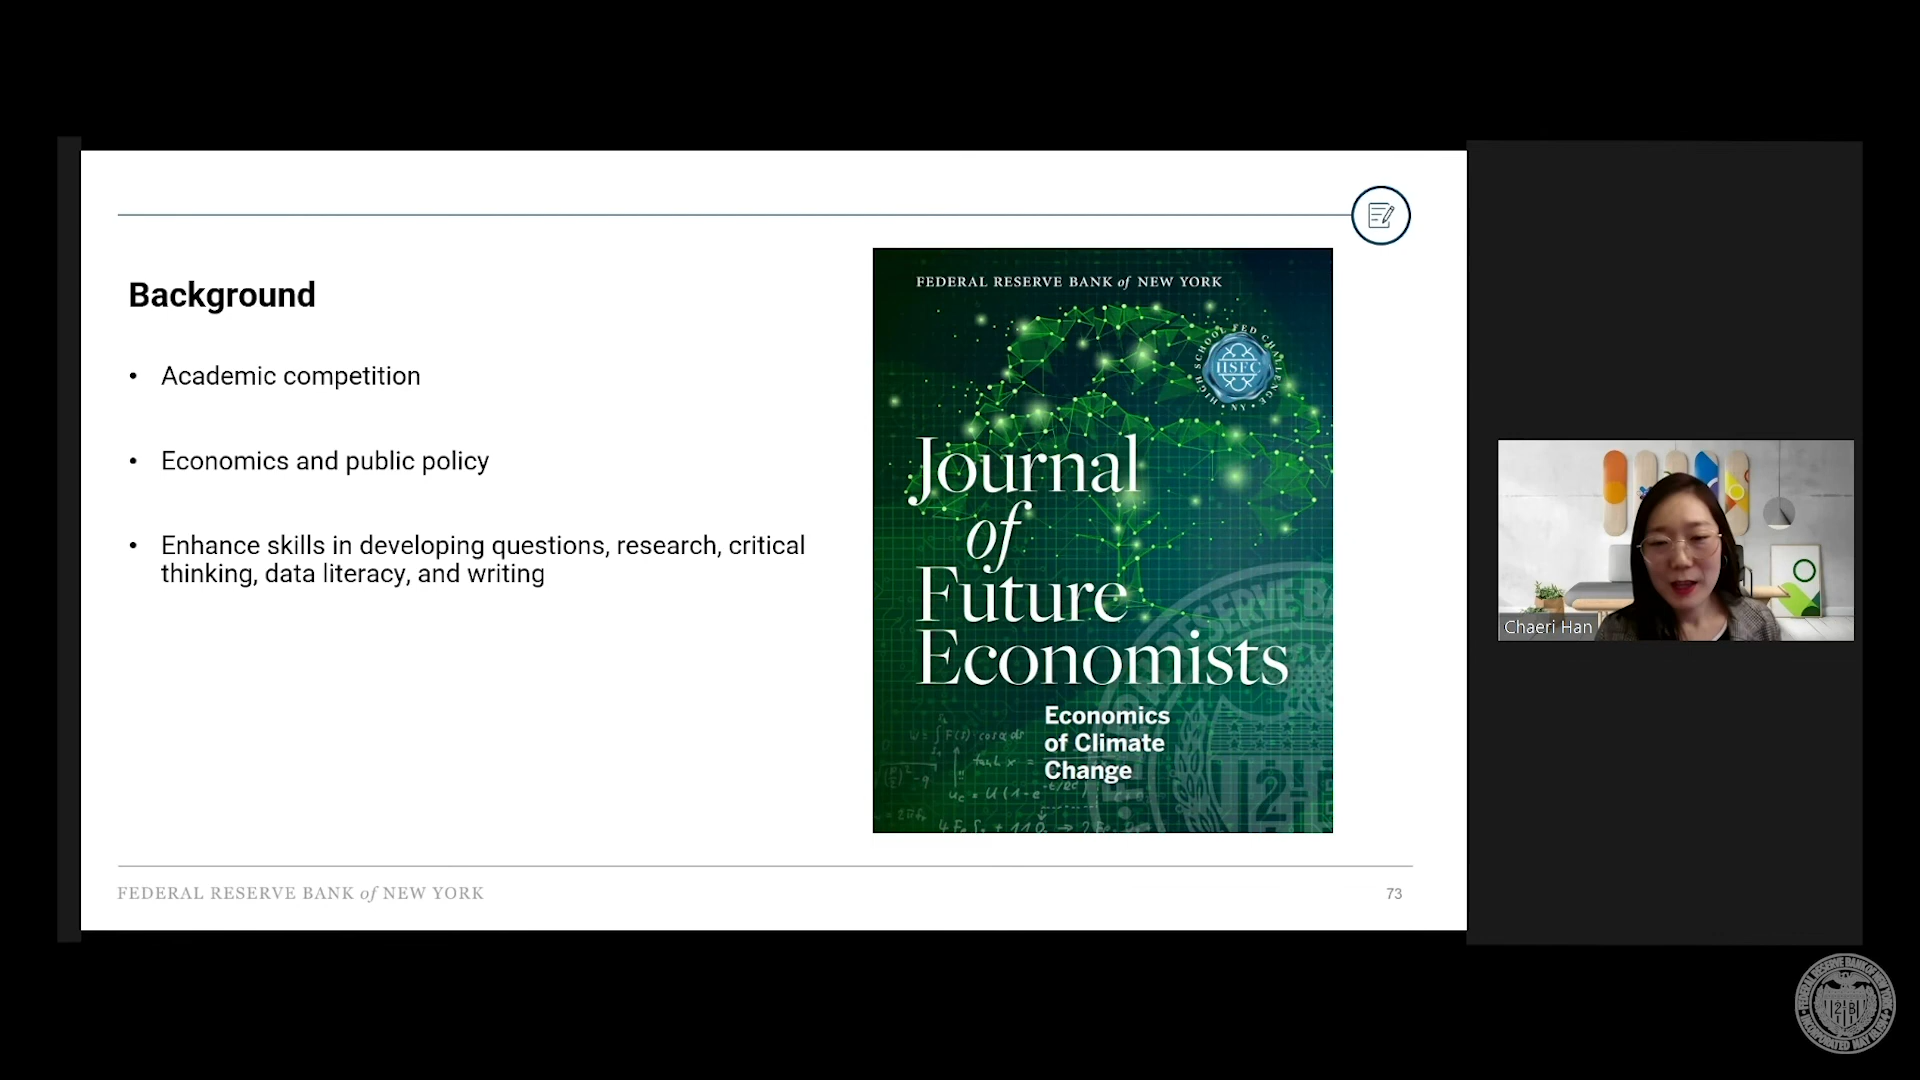 Background
• Academic competition
• Economics and public policy
• Enhance skills in developing questions, research, critical
thinking, data literacy, and writing
FEDERAL RESERVE BANK of NEW YORK
HIGH SCHOOL FED CHALLENGE • NY •
HSFC
Journal
of
Future
Economists
Economics
of Climate
Change
FEDERAL RESERVE BANK of NEW YORK
73
Chaeri Han